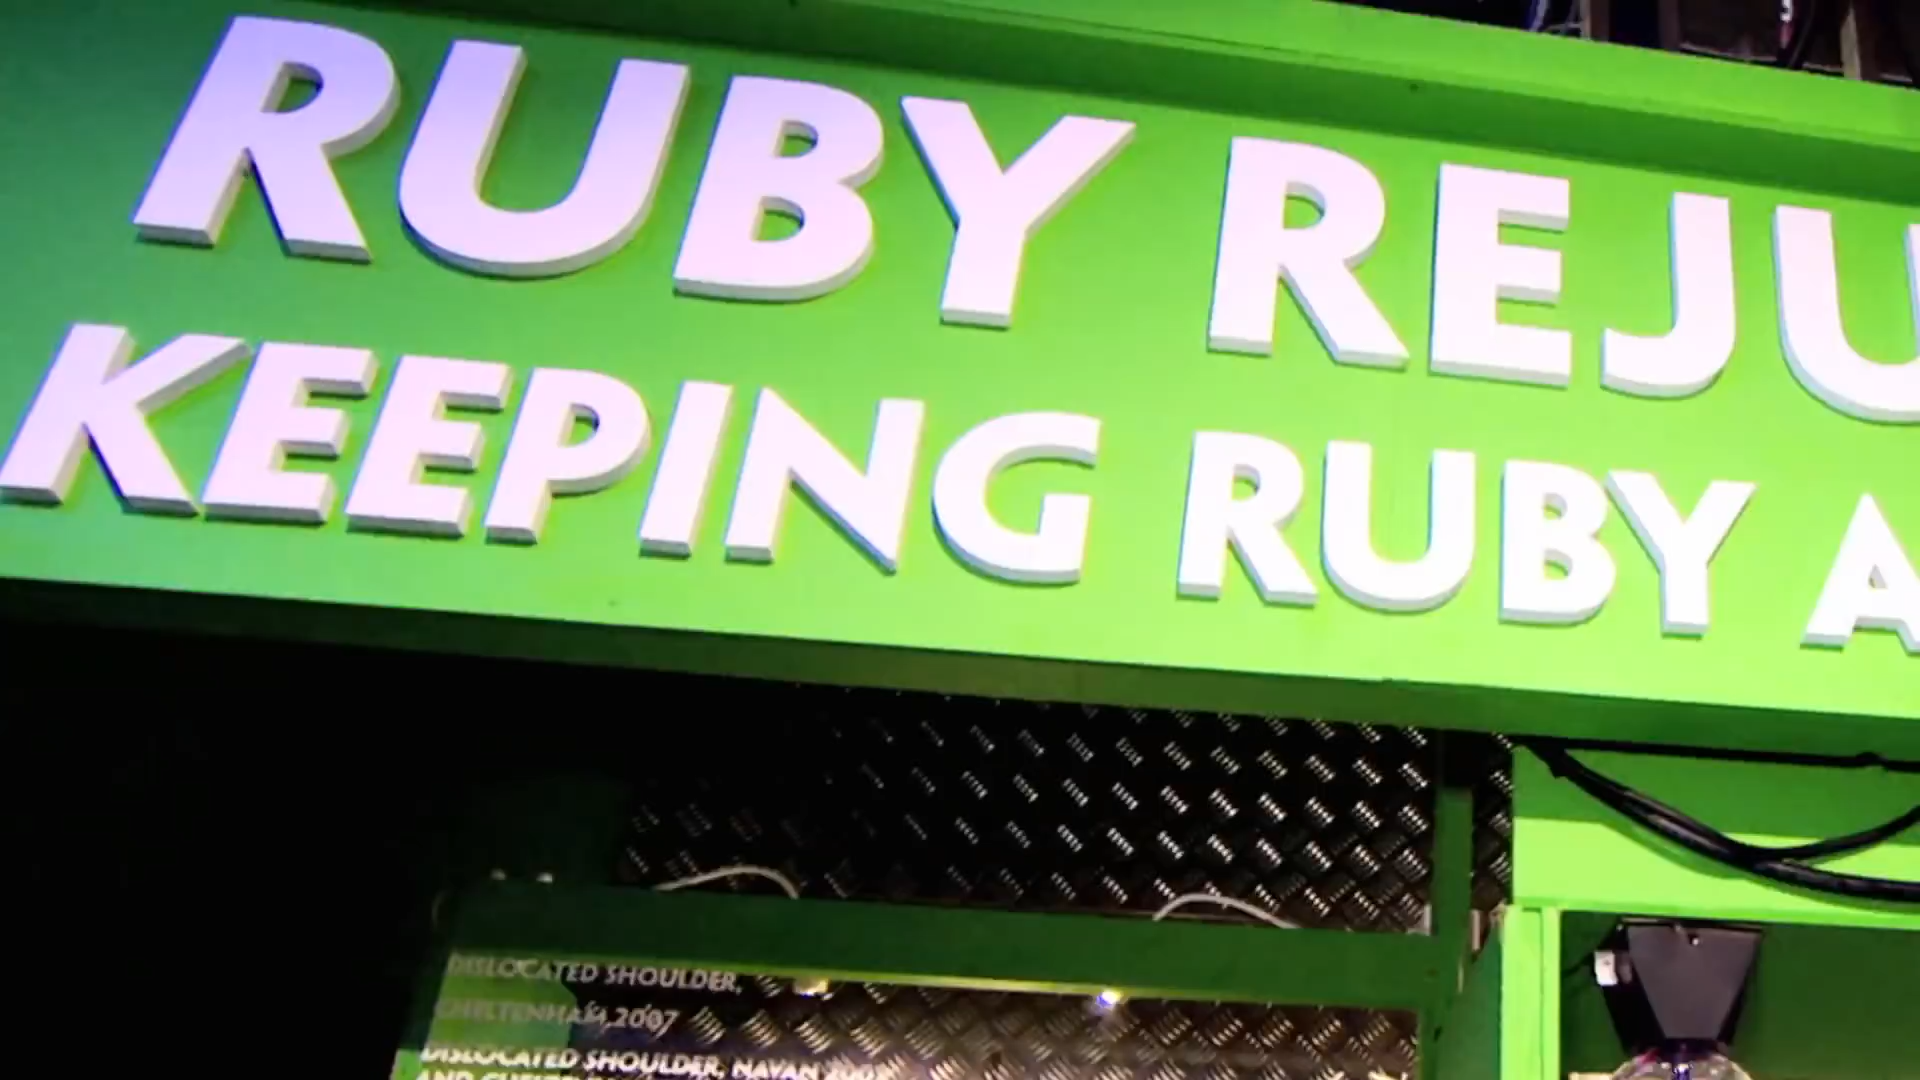 RUBY REJU
KEEPING RUBY A
DISLOCATED SHOULDER,
CHELTENHAM, 2007
DISLOCATED SHOULDER, NAVAN